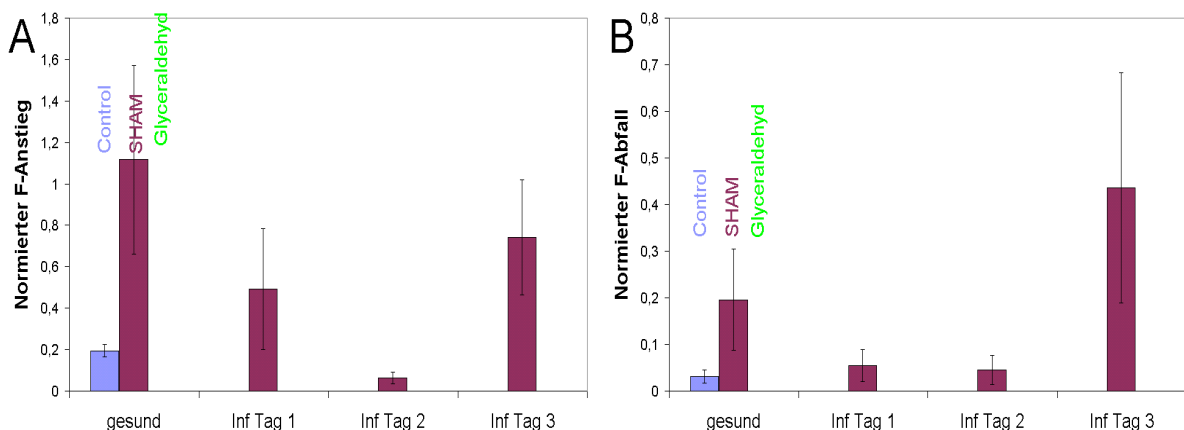 A
Normierter F-Anstieg
1,8
1,6
1,4
1,2
1
0,8
0,6
0,4
0,2
0
Control
SHAM
Glyceraldehyd
gesund
Inf Tag 1
Inf Tag 2
Inf Tag 3
B
Normierter F-Abfall
0,8
0,7
0,6
0,5
0,4
0,3
0,2
0,1
0
Control
SHAM
Glyceraldehyd
gesund
Inf Tag 1
Inf Tag 2
Inf Tag 3